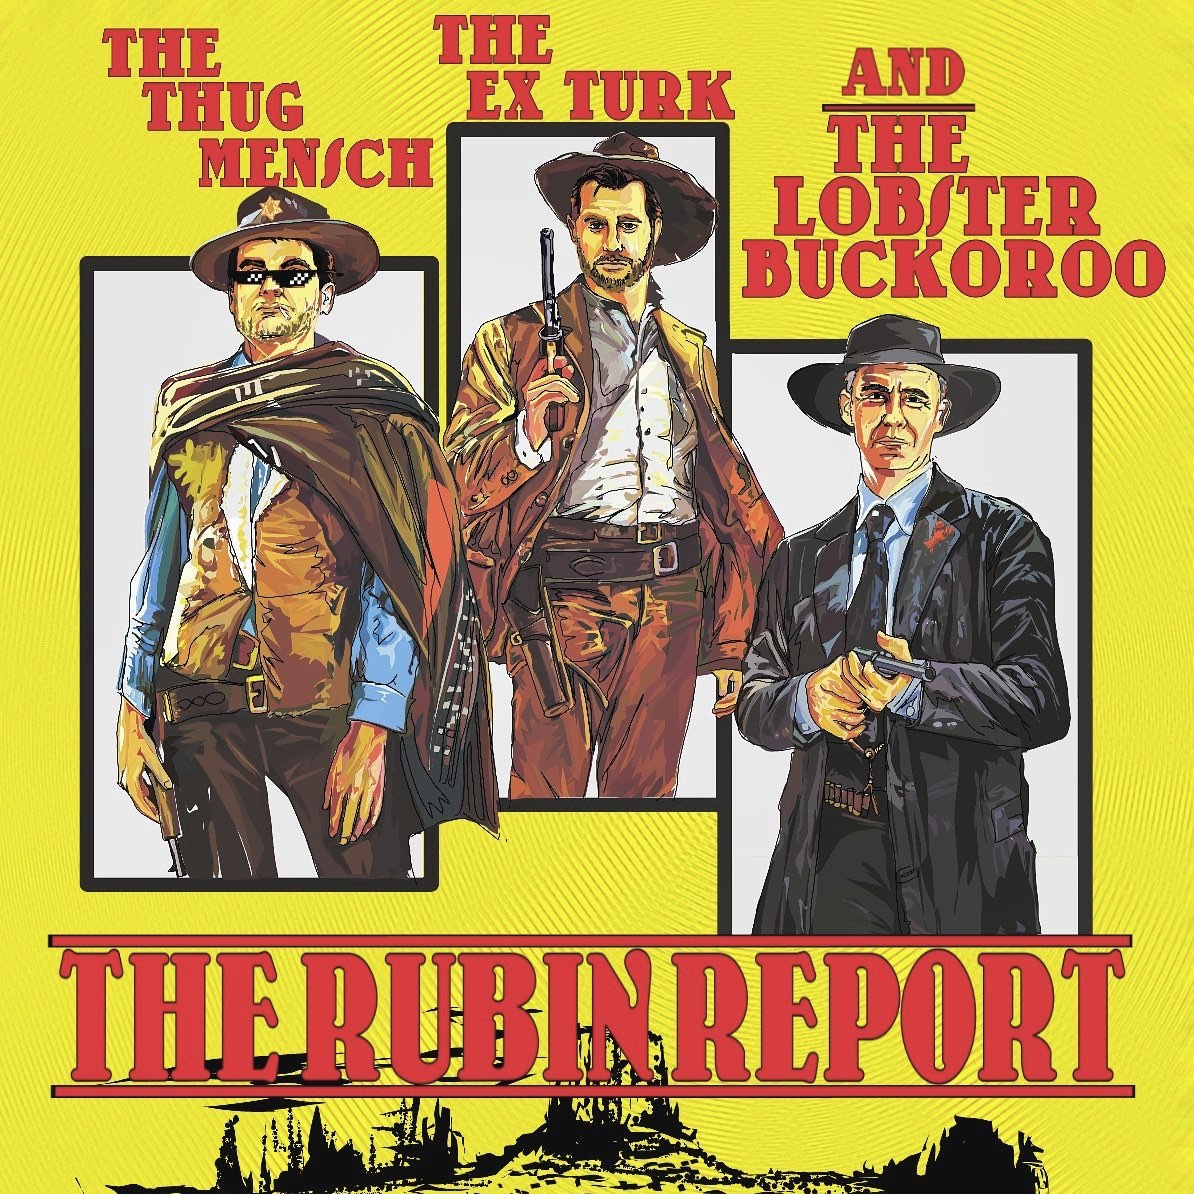 THE
THUG
MENSCH
THE
EX TURK
AND
THE
LOBSTER
BUCKOROO
THE RUBIN REPORT